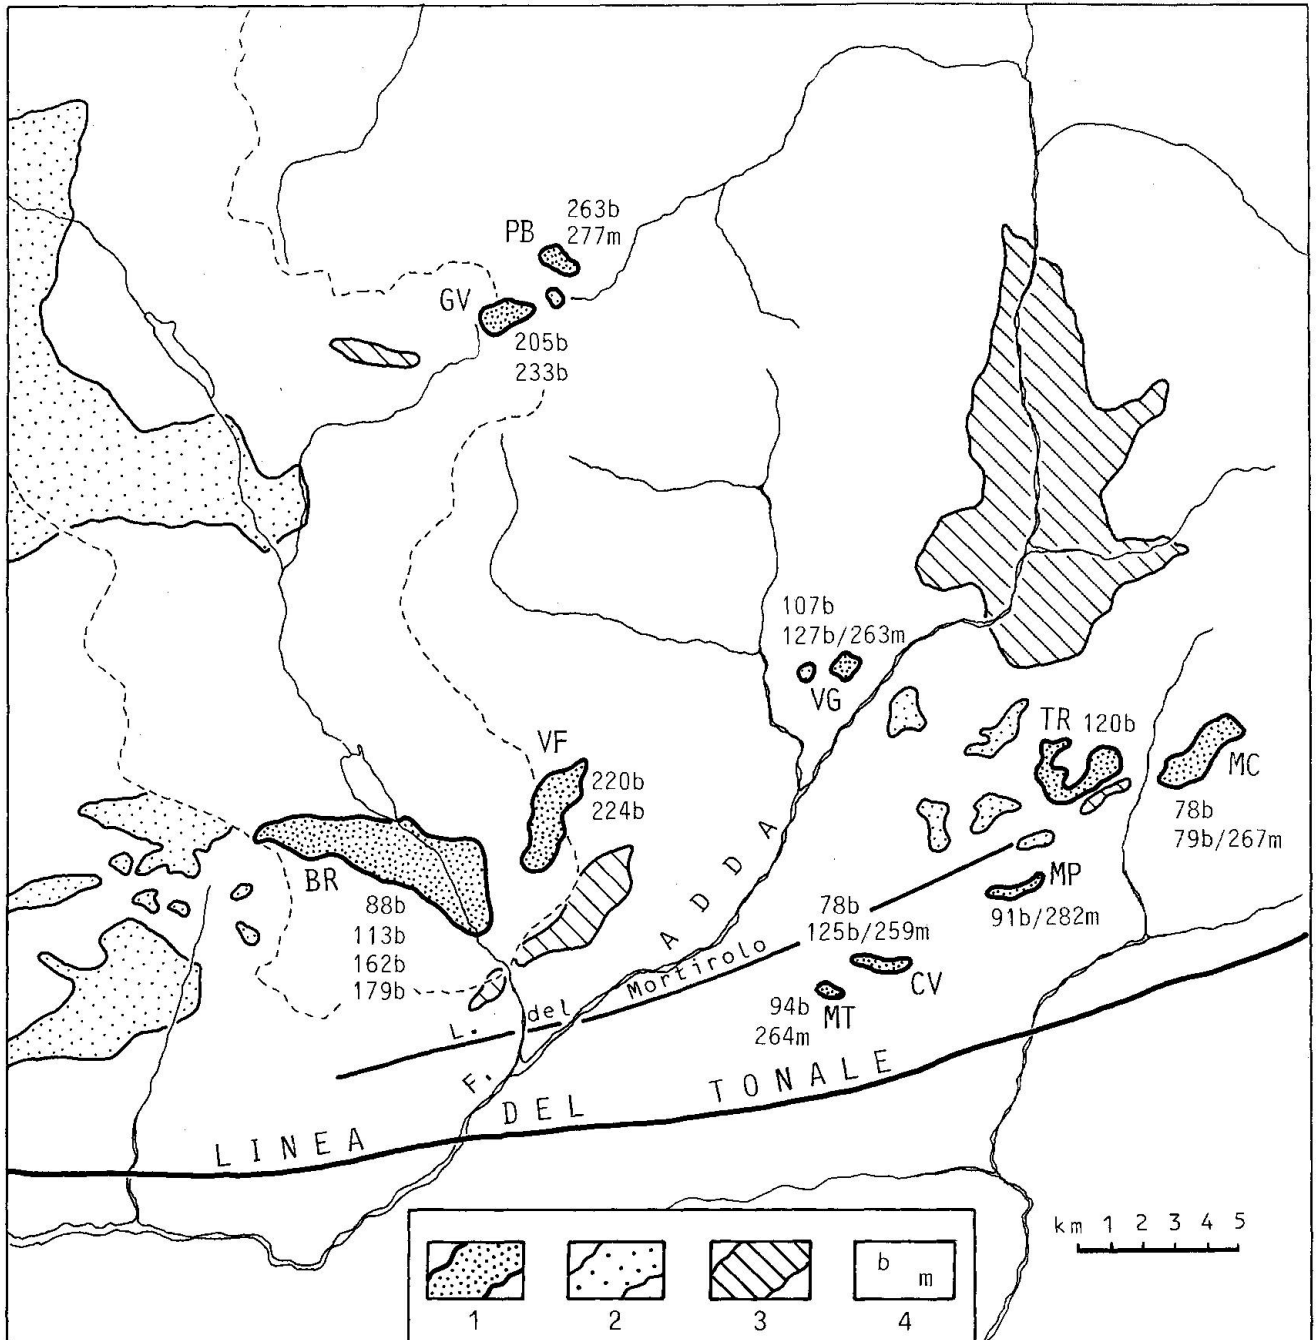 PB
263b
277m
GV
205b
233b
107b
127b/263m
VG
VF
220b
224b
TR 120b
MC
78b
79b/267m
BR
88b
113b
162b
179b
MP
91b/282m
78b
125b/259m
CV
94b
264m
MT
L. del Mortirolo
F. ADDA
LINEA DEL TONALE
km 1 2 3 4 5
b
m
1 2 3 4